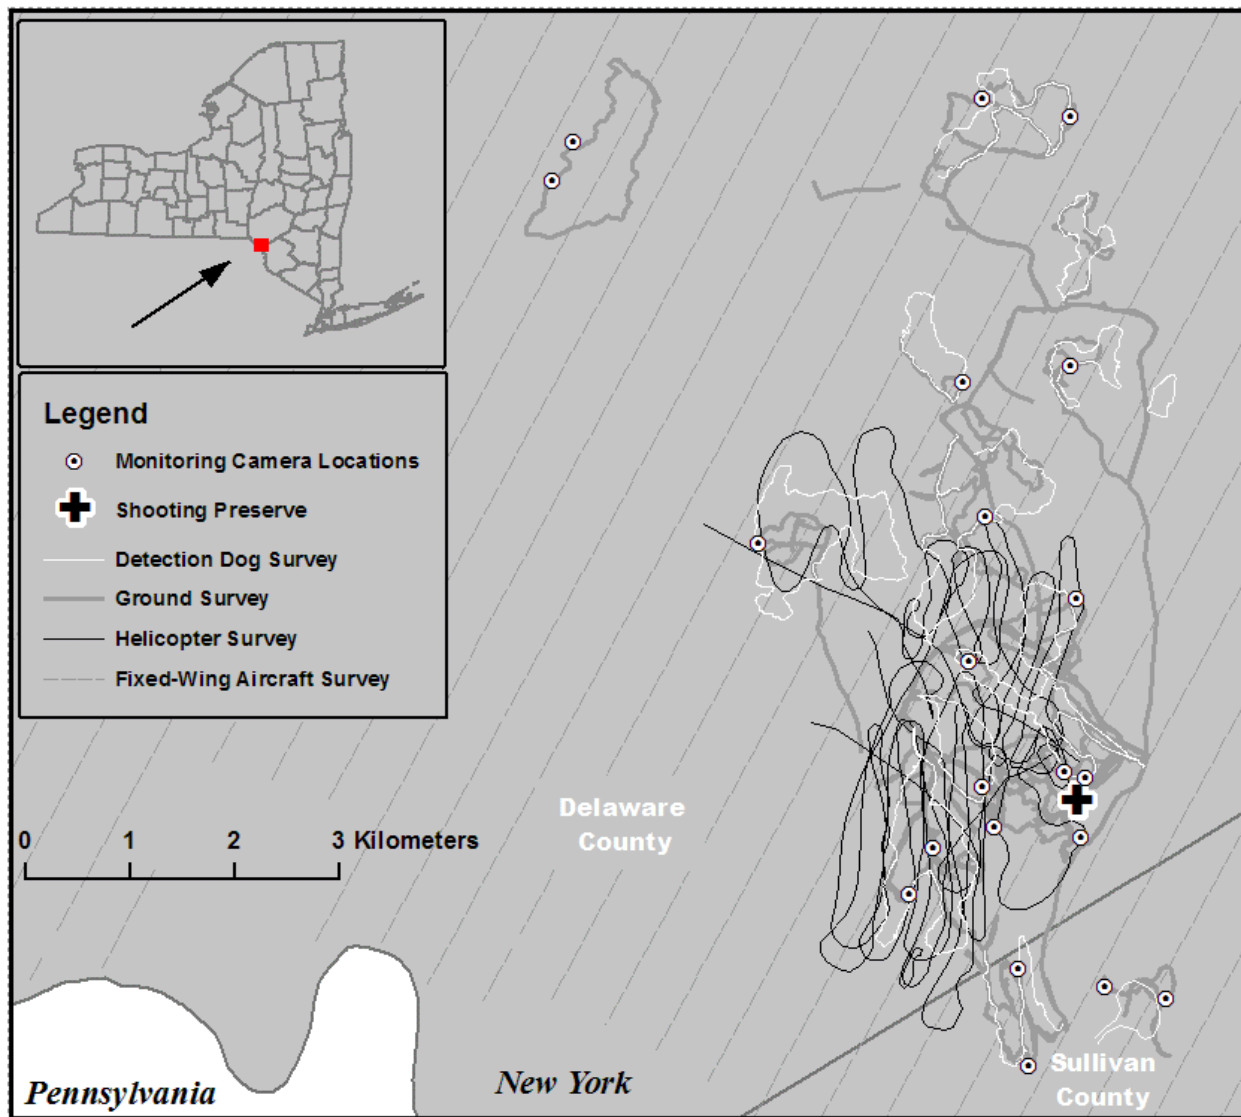 Legend
Monitoring Camera Locations
Shooting Preserve
Detection Dog Survey
Ground Survey
Helicopter Survey
Fixed-Wing Aircraft Survey
0 1 2 3 Kilometers
Delaware
County
Pennsylvania
New York
Sullivan
County